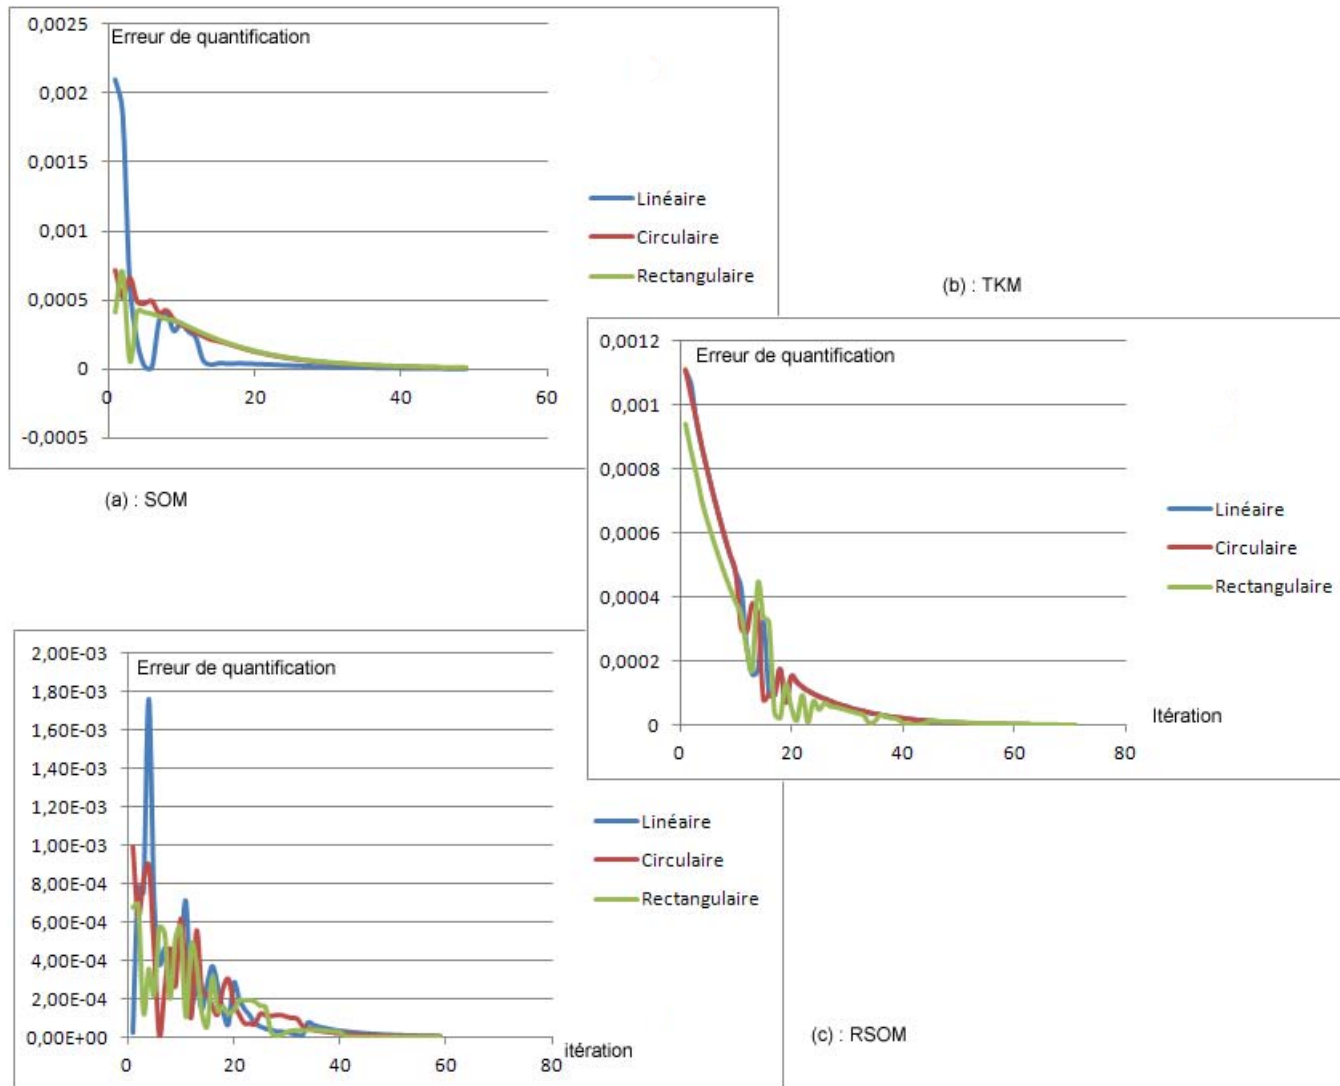 0,0025
Erreur de quantification
0,002
0,0015
0,001
0,0005
0
-0,0005
0 20 40 60
Linéaire
Circulaire
Rectangulaire
(a) : SOM
(b) : TKM
0,0012
Erreur de quantification
0,001
0,0008
0,0006
0,0004
0,0002
0
0 20 40 60 80
Itération
Linéaire
Circulaire
Rectangulaire
2,00E-03
Erreur de quantification
1,80E-03
1,60E-03
1,40E-03
1,20E-03
1,00E-03
8,00E-04
6,00E-04
4,00E-04
2,00E-04
0,00E+00
0 20 40 60 80
itération
Linéaire
Circulaire
Rectangulaire
(c) : RSOM